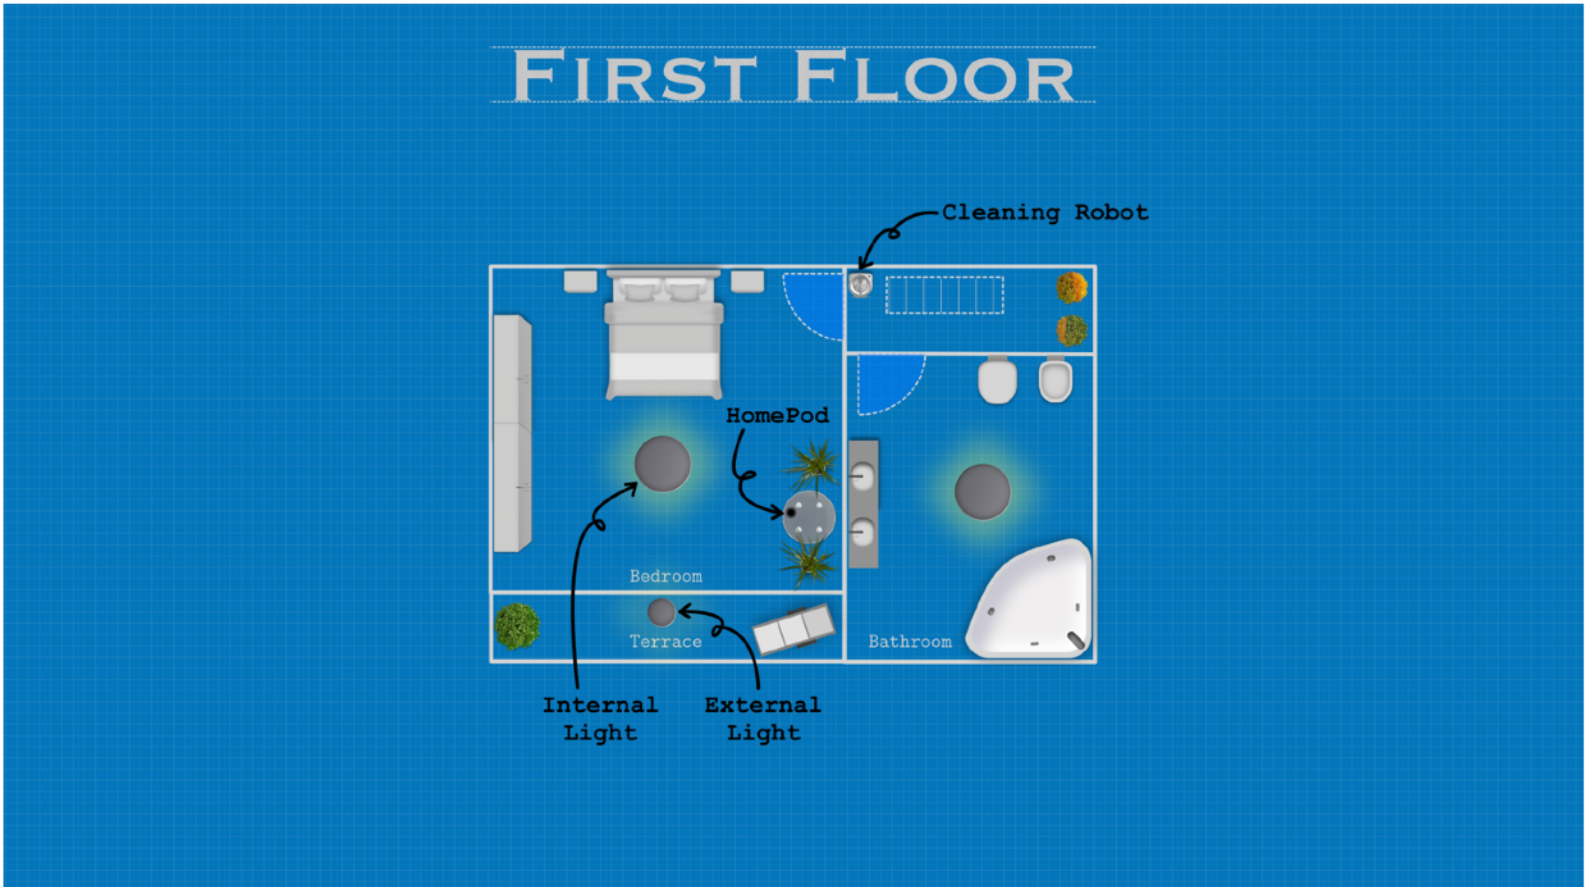 FIRST FLOOR
Cleaning Robot
HomePod
Bedroom
Terrace
Bathroom
Internal
Light
External
Light